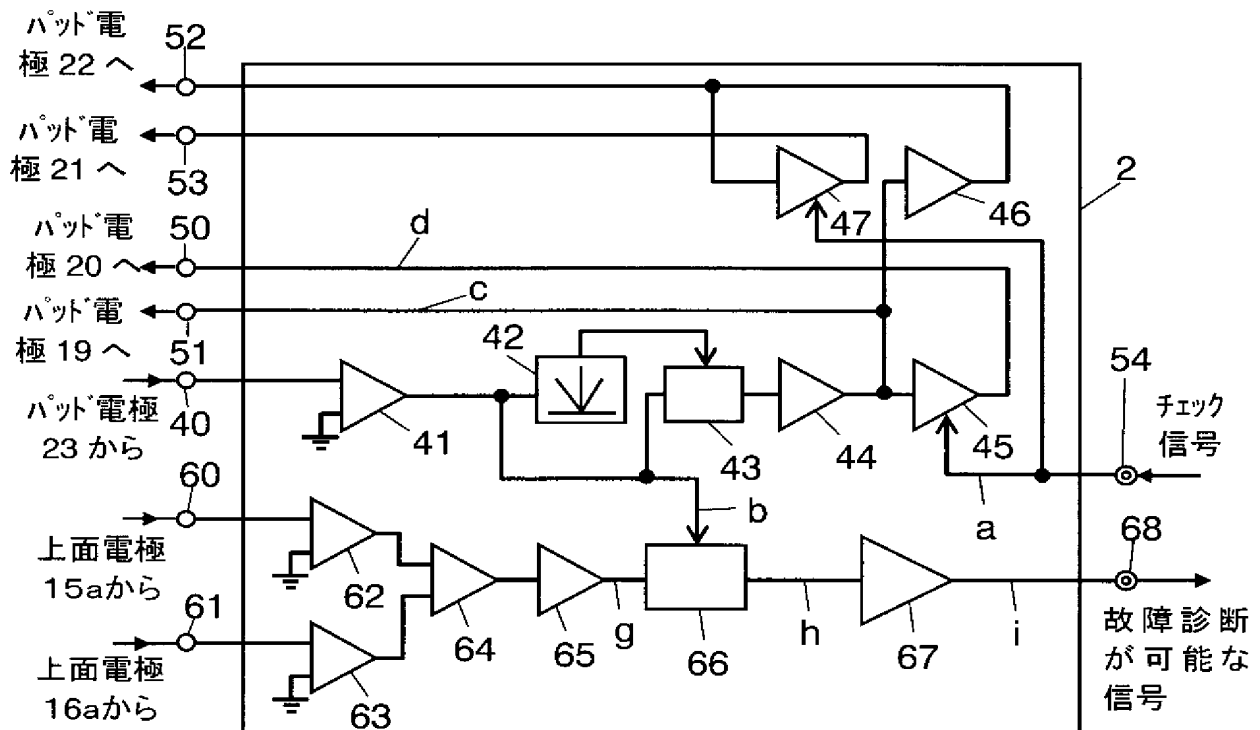 パッド電
極 22 へ
52
パッド電
極 21 へ
53
パッド電
極 20 へ
50
パッド電
極 19 へ
51
パッド電極
23 から
40
60
上面電極
15aから
61
上面電極
16aから
2
47
46
d
c
42
41
43
44
45
54
チェック
信号
a
b
68
62
63
64
65
g
66
h
67
i
故障診断
が可能な
信号